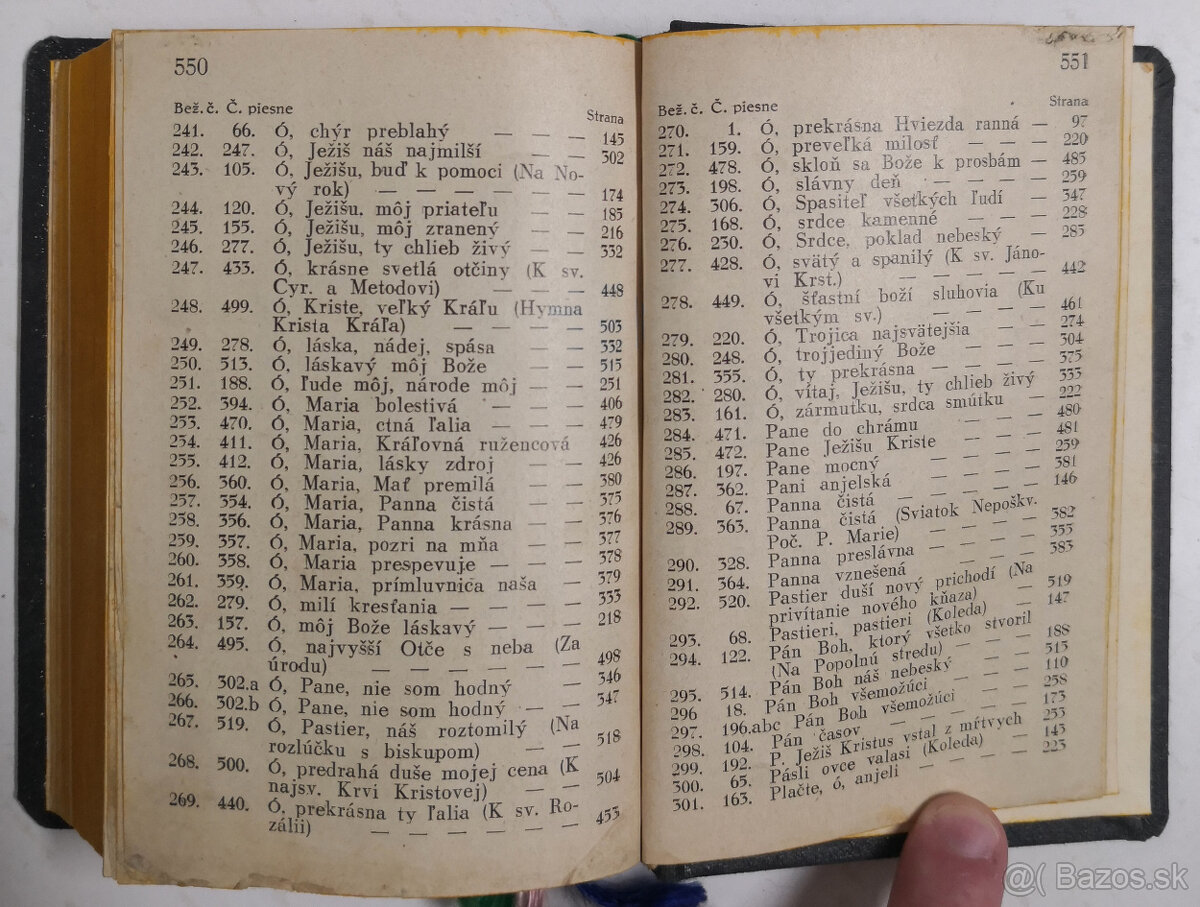 550
Bež. č. Č. piesne Strana
241. 66. Ó, chýr preblahý — — — 145
242. 247. Ó, Ježiš náš najmilší — — 302
243. 105. Ó, Ježišu, buď k pomoci (Na No-
vý rok) — — — — — 174
244. 120. Ó, Ježišu, môj priateľu — — 185
245. 155. Ó, Ježišu, môj zranený — — 216
246. 277. Ó, Ježišu, ty chlieb živý — — 332
247. 433. Ó, krásne svetlá otčiny (K sv.
Cyr. a Metodovi) — — — — 448
248. 499. Ó, Kriste, veľký Kráľu (Hymna
Krista Kráľa) — — — — 503
249. 278. Ó, láska, nádej, spása — — 332
250. 513. Ó, láskavý môj Bože — — 515
251. 188. Ó, ľude môj, národe môj — — 251
252. 394. Ó, Maria bolestivá — — — 406
253. 470. Ó, Maria, ctná ľalia — — — 479
254. 411. Ó, Maria, Kráľovná ružencová 426
255. 412. Ó, Maria, lásky zdroj — — 426
256. 360. Ó, Maria, Mať premilá — — 380
257. 354. Ó, Maria, Panna čistá — — 375
258. 356. Ó, Maria, Panna krásna — — 376
259. 357. Ó, Maria, pozri na mňa — — 377
260. 358. Ó, Maria prespevuje — — — 378
261. 359. Ó, Maria, prímluvnica naša — — 379
262. 279. Ó, milí kresťania — — — — 333
263. 157. Ó, môj Bože láskavý — — — 218
264. 495. Ó, najvyšší Otče s neba (Za
úrodu) — — — — — — 498
265. 302.a Ó, Pane, nie som hodný — 346
266. 302.b Ó, Pane, nie som hodný — — 347
267. 519. Ó, Pastier, náš roztomilý (Na
rozlúčku s biskupom) — — 518
268. 500. Ó, predrahá duše mojej cena (K
najsv. Krvi Kristovej) — — 504
269. 440. Ó, prekrásna ty ľalia (K sv. Ro-
zálii) — — — — — — 453
551
Bež. č. Č. piesne Strana
270. 1. Ó, prekrásna Hviezda ranná — 97
271. 159. Ó, preveľká milosť — — — 220
272. 478. Ó, skloň sa Bože k prosbám — 485
273. 198. Ó, slávny deň — — — — 259
274. 306. Ó, Spasiteľ všetkých ľudí — 347
275. 168. Ó, srdce kamenné — — — 228
276. 230. Ó, Srdce, poklad nebeský — — 285
277. 428. Ó, svätý a spanilý (K sv. Jáno-
vi Krst.) — — — — — 442
278. 449. Ó, šťastní boží sluhovia (Ku
všetkým sv.) — — — — 461
279. 220. Ó, Trojica najsvätejšia — — 274
280. 248. Ó, trojjediný Bože — — — 304
281. 355. Ó, ty prekrásna — — — — 375
282. 280. Ó, vítaj, Ježišu, ty chlieb živý 333
283. 161. Ó, zármutku, srdca smútku — — 222
284. 471. Pane do chrámu — — — 480
285. 472. Pane Ježišu Kriste — — — 481
286. 197. Pane mocný — — — — 259
287. 362. Pani anjelská — — — — 381
288. 67. Panna čistá — — — — 146
289. 363. Panna čistá (Sviatok Nepoškv.
Poč. P. Marie) — — — — 382
290. 328. Panna preslávna — — — — 355
291. 364. Panna vznešená — — — — 383
292. 520. Pastier duší nový prichodí (Na
privítanie nového kňaza) — 519
293. 68. Pastieri, pastieri (Koleda) — — 147
294. 122. Pán Boh, ktorý všetko stvoril
(Na Popolnú stredu) — — 188
295. 514. Pán Boh náš nebeský — — 515
296 18. Pán Boh všemožúci — — — 110
297. 196.abc Pán Boh všemožúci — — — 258
298. 104. Pán časov — — — — — 173
299. 192. P. Ježiš Kristus vstal z mŕtvych 253
300. 65. Pásli ovce valasi (Koleda) — — 143
301. 163. Plačte, ó, anjeli — — — — 223
@( Bazos.sk